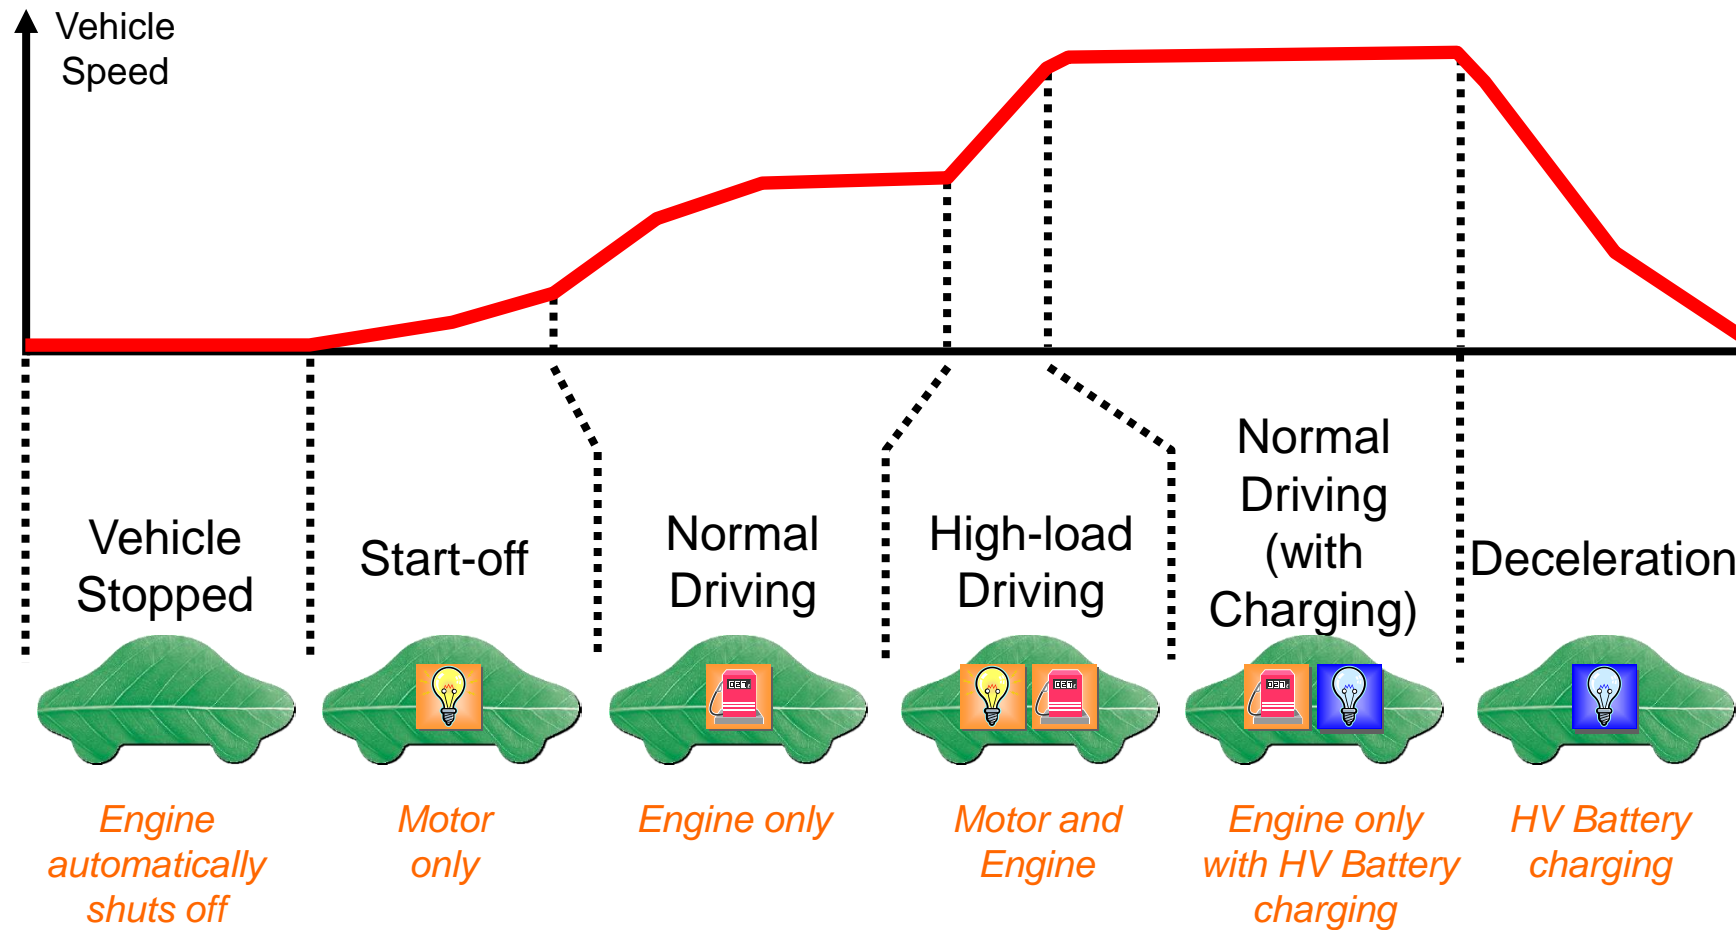 Vehicle
Speed
Vehicle
Stopped
Start-off
Normal
Driving
High-load
Driving
Normal
Driving
(with
Charging)
Deceleration
Engine
automatically
shuts off
Motor
only
Engine only
Motor and
Engine
Engine only
with HV Battery
charging
HV Battery
charging